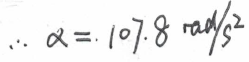 ∴ α = 107.8 rad/s²